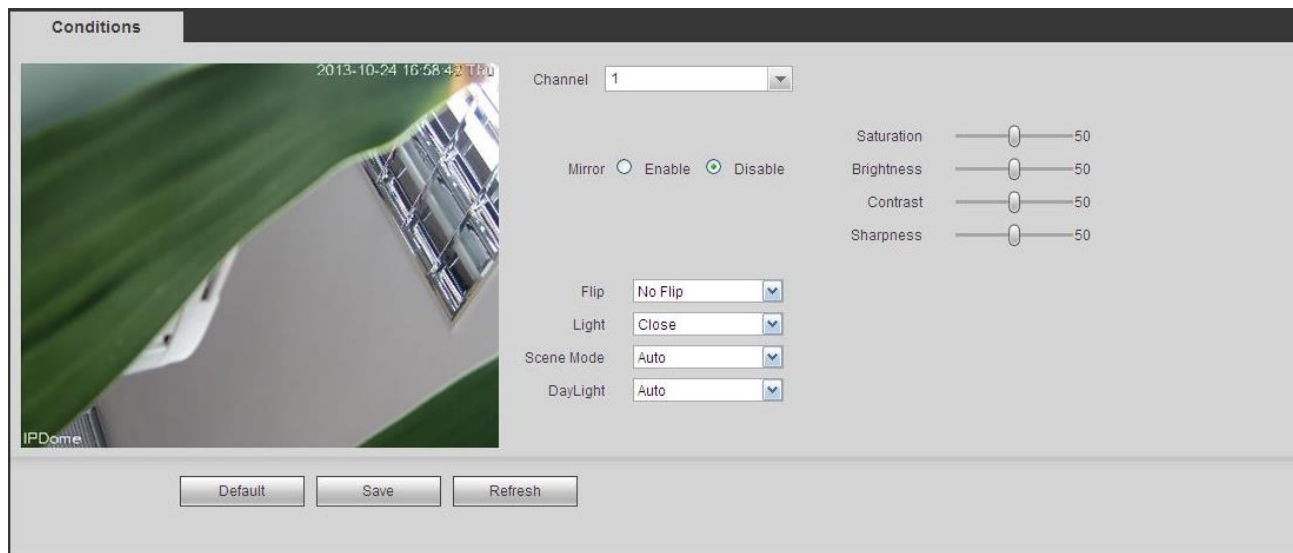 Conditions
2013-10-24 16:58:42 Thu
IPDome
Channel 1
Mirror Enable Disable
Saturation 50
Brightness 50
Contrast 50
Sharpness 50
Flip No Flip
Light Close
Scene Mode Auto
DayLight Auto
Default Save Refresh